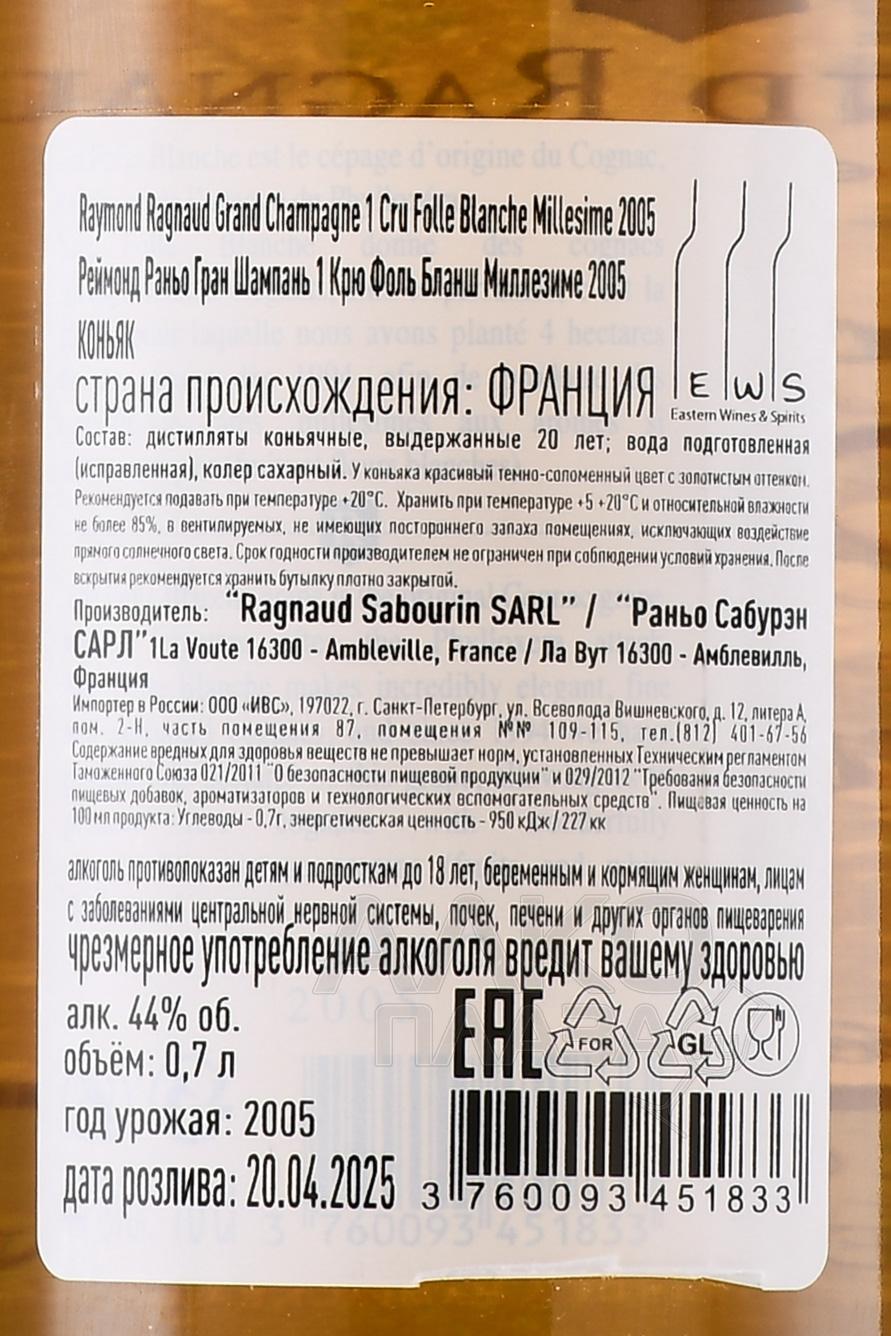 RAGNA
Blanche est le cépage d'origine du Cognac,
Raymond Ragnaud Grand Champagne 1 Cru Folle Blanche Millesime 2005
Реймонд Раньо Гран Шампань 1 Крю Фоль Бланш Миллезиме 2005
коньяк
страна происхождения: ФРАНЦИЯ
E W S
Eastern Wines & Spirits
Состав: дистилляты коньячные, выдержанные 20 лет; вода подготовленная
(исправленная), колер сахарный. У коньяка красивый темно-соломенный цвет с золотистым оттенком.
Рекомендуется подавать при температуре +20°С. Хранить при температуре +5 +20°С и относительной влажности
не более 85%, в вентилируемых, не имеющих постороннего запаха помещениях, исключающих воздействие
прямого солнечного света. Срок годности производителем не ограничен при соблюдении условий хранения. После
вскрытия рекомендуется хранить бутылку плотно закрытой.
Производитель: “Ragnaud Sabourin SARL” / “Раньо Сабурэн
САРЛ”1La Voute 16300 - Ambleville, France / Ла Вут 16300 - Амблевилль,
Франция
Импортер в России: ООО «ИВС», 197022, г. Санкт-Петербург, ул. Всеволода Вишневского, д. 12, литера А,
пом. 2-Н, часть помещения 87, помещения №№ 109-115, тел.(812) 401-67-56
Содержание вредных для здоровья веществ не превышает норм, установленных Техническим регламентом
Таможенного Союза 021/2011 "О безопасности пищевой продукции" и 029/2012 "Требования безопасности
пищевых добавок, ароматизаторов и технологических вспомогательных средств". Пищевая ценность на
100 мл продукта: Углеводы - 0,7г, энергетическая ценность - 950 кДж/ 227 кк
алкоголь противопоказан детям и подросткам до 18 лет, беременным и кормящим женщинам, лицам
с заболеваниями центральной нервной системы, почек, печени и других органов пищеварения
чрезмерное употребление алкоголя вредит вашему здоровью
алк. 44% об.
объём: 0,7 л
год урожая: 2005
дата розлива: 20.04.2025
EAC
FOR
GL
3 760093 451833